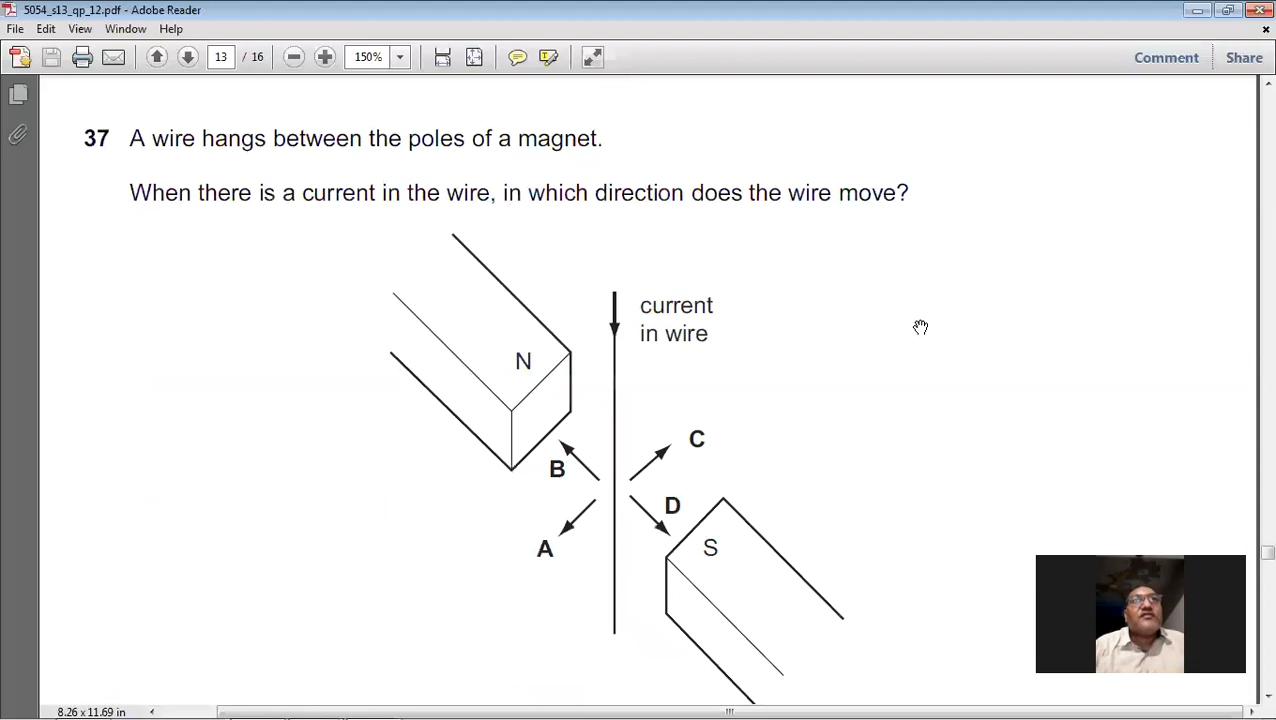 5054_s13_qp_12.pdf - Adobe Reader
File Edit View Window Help
13 / 16 150% Comment Share
37 A wire hangs between the poles of a magnet.
When there is a current in the wire, in which direction does the wire move?
current
in wire
N
C
B
D
A
S
8.26 x 11.69 in